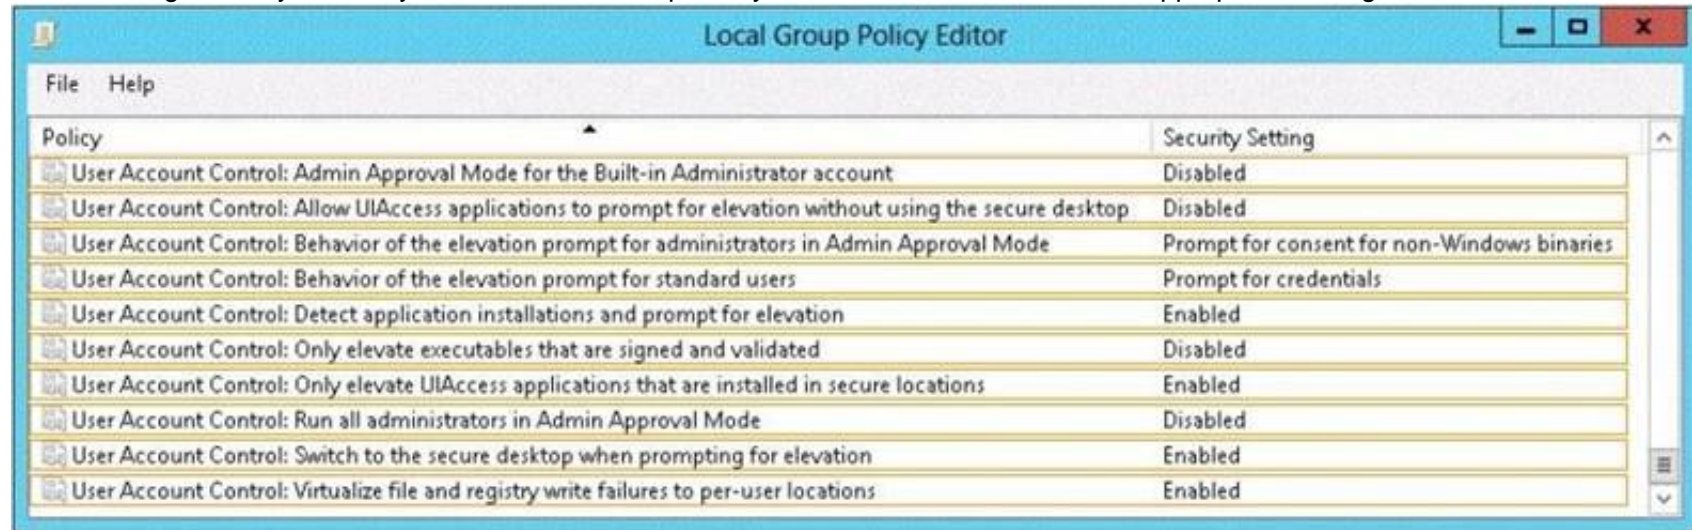 Local Group Policy Editor
File Help
Policy Security Setting
User Account Control: Admin Approval Mode for the Built-in Administrator account Disabled
User Account Control: Allow UIAccess applications to prompt for elevation without using the secure desktop Disabled
User Account Control: Behavior of the elevation prompt for administrators in Admin Approval Mode Prompt for consent for non-Windows binaries
User Account Control: Behavior of the elevation prompt for standard users Prompt for credentials
User Account Control: Detect application installations and prompt for elevation Enabled
User Account Control: Only elevate executables that are signed and validated Disabled
User Account Control: Only elevate UIAccess applications that are installed in secure locations Enabled
User Account Control: Run all administrators in Admin Approval Mode Disabled
User Account Control: Switch to the secure desktop when prompting for elevation Enabled
User Account Control: Virtualize file and registry write failures to per-user locations Enabled